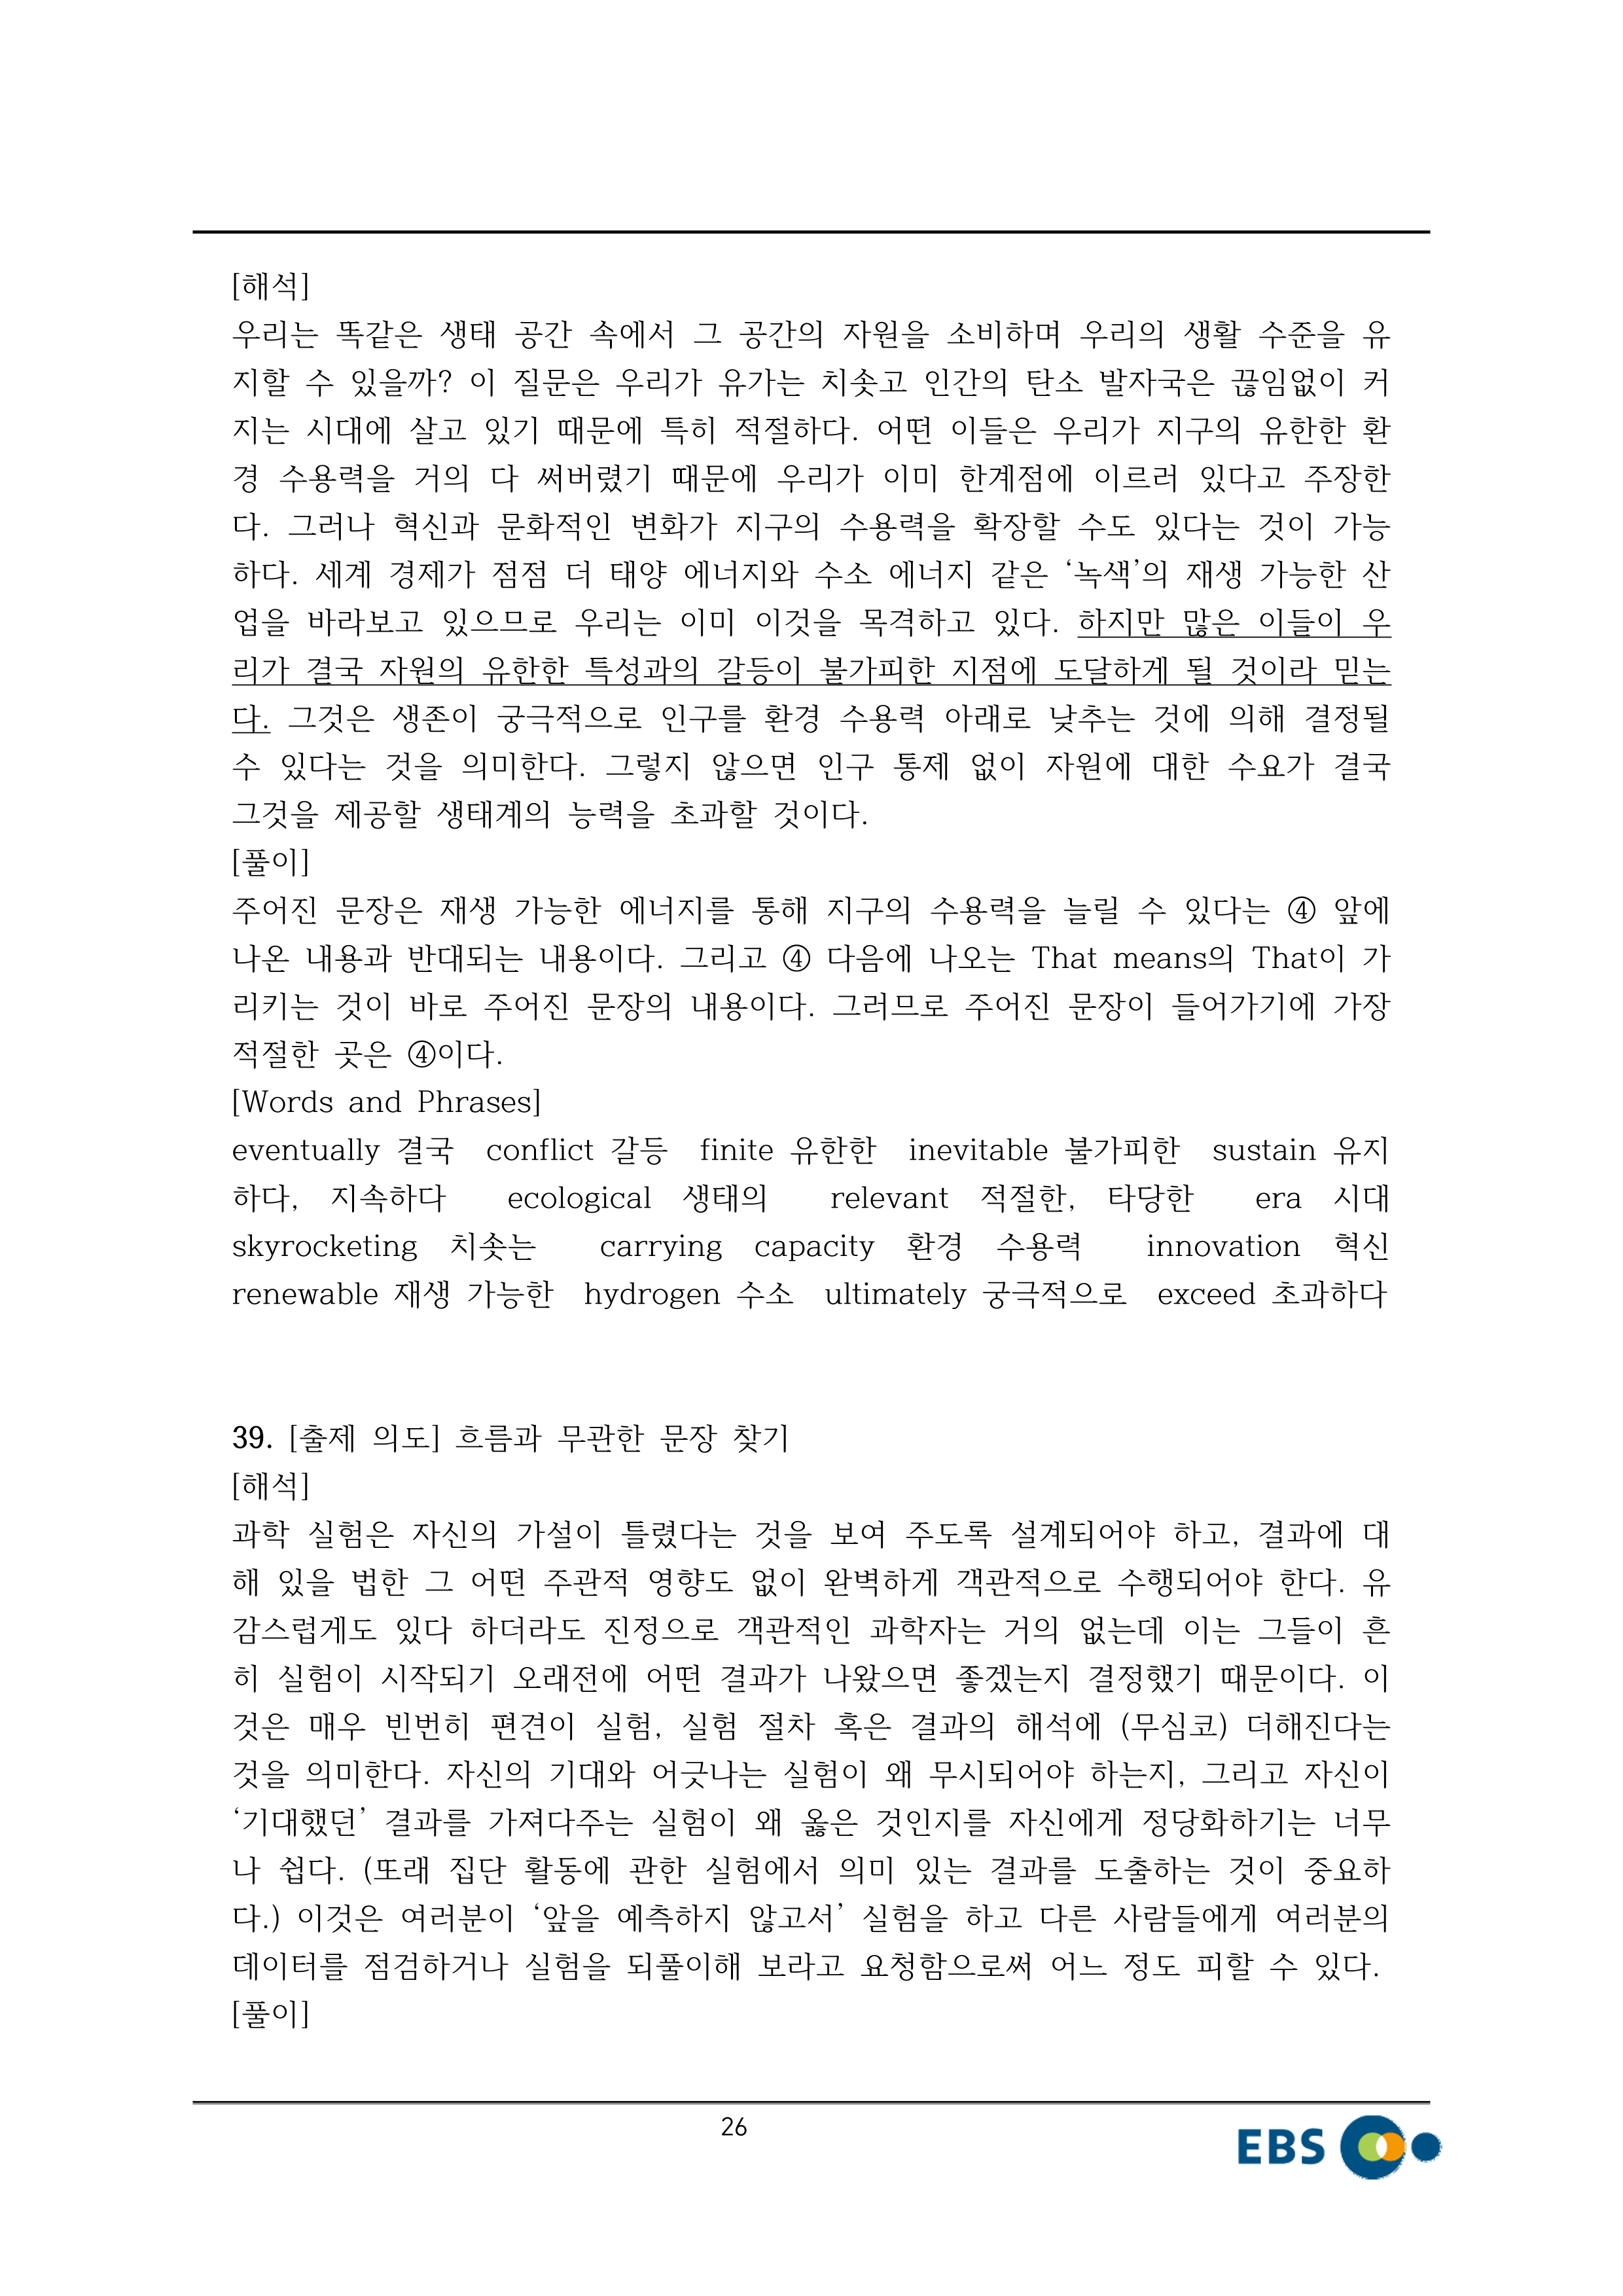 [해석]
우리는 똑같은 생태 공간 속에서 그 공간의 자원을 소비하며 우리의 생활 수준을 유
지할 수 있을까? 이 질문은 우리가 유가는 치솟고 인간의 탄소 발자국은 끊임없이 커
지는 시대에 살고 있기 때문에 특히 적절하다. 어떤 이들은 우리가 지구의 유한한 환
경 수용력을 거의 다 써버렸기 때문에 우리가 이미 한계점에 이르러 있다고 주장한
다. 그러나 혁신과 문화적인 변화가 지구의 수용력을 확장할 수도 있다는 것이 가능
하다. 세계 경제가 점점 더 태양 에너지와 수소 에너지 같은 ‘녹색’의 재생 가능한 산
업을 바라보고 있으므로 우리는 이미 이것을 목격하고 있다. 하지만 많은 이들이 우
리가 결국 자원의 유한한 특성과의 갈등이 불가피한 지점에 도달하게 될 것이라 믿는
다. 그것은 생존이 궁극적으로 인구를 환경 수용력 아래로 낮추는 것에 의해 결정될
수 있다는 것을 의미한다. 그렇지 않으면 인구 통제 없이 자원에 대한 수요가 결국
그것을 제공할 생태계의 능력을 초과할 것이다.
[풀이]
주어진 문장은 재생 가능한 에너지를 통해 지구의 수용력을 늘릴 수 있다는 ④ 앞에
나온 내용과 반대되는 내용이다. 그리고 ④ 다음에 나오는 That means의 That이 가
리키는 것이 바로 주어진 문장의 내용이다. 그러므로 주어진 문장이 들어가기에 가장
적절한 곳은 ④이다.
[Words and Phrases]
eventually 결국 conflict 갈등 finite 유한한 inevitable 불가피한 sustain 유지
하다, 지속하다 ecological 생태의 relevant 적절한, 타당한 era 시대
skyrocketing 치솟는 carrying capacity 환경 수용력 innovation 혁신
renewable 재생 가능한 hydrogen 수소 ultimately 궁극적으로 exceed 초과하다
39. [출제 의도] 흐름과 무관한 문장 찾기
[해석]
과학 실험은 자신의 가설이 틀렸다는 것을 보여 주도록 설계되어야 하고, 결과에 대
해 있을 법한 그 어떤 주관적 영향도 없이 완벽하게 객관적으로 수행되어야 한다. 유
감스럽게도 있다 하더라도 진정으로 객관적인 과학자는 거의 없는데 이는 그들이 흔
히 실험이 시작되기 오래전에 어떤 결과가 나왔으면 좋겠는지 결정했기 때문이다. 이
것은 매우 빈번히 편견이 실험, 실험 절차 혹은 결과의 해석에 (무심코) 더해진다는
것을 의미한다. 자신의 기대와 어긋나는 실험이 왜 무시되어야 하는지, 그리고 자신이
‘기대했던’ 결과를 가져다주는 실험이 왜 옳은 것인지를 자신에게 정당화하기는 너무
나 쉽다. (또래 집단 활동에 관한 실험에서 의미 있는 결과를 도출하는 것이 중요하
다.) 이것은 여러분이 ‘앞을 예측하지 않고서’ 실험을 하고 다른 사람들에게 여러분의
데이터를 점검하거나 실험을 되풀이해 보라고 요청함으로써 어느 정도 피할 수 있다.
[풀이]
26
EBS